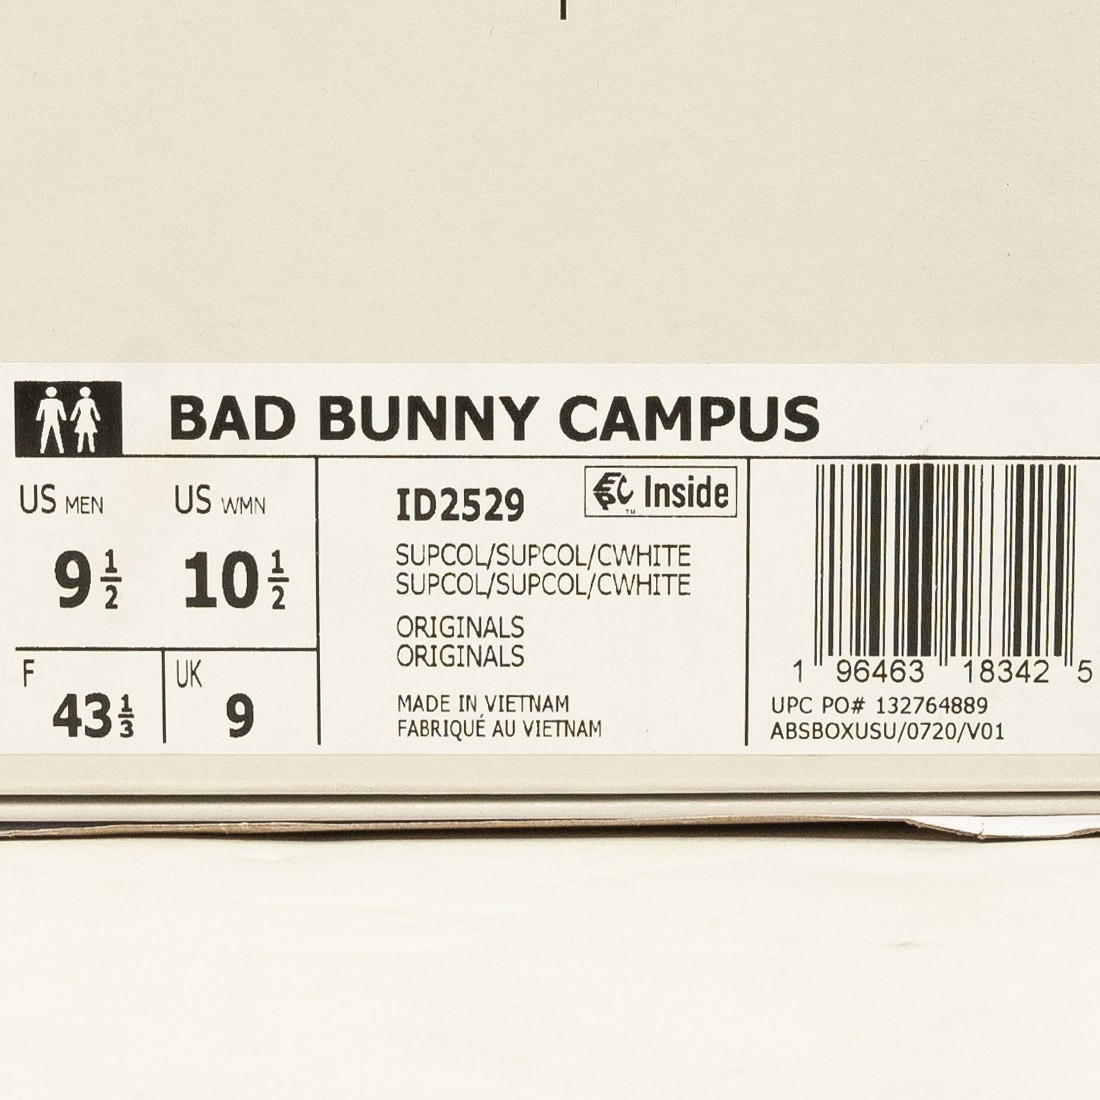 BAD BUNNY CAMPUS
US MEN
9 1/2
US WMN
10 1/2
F
43 1/3
UK
9
ID2529
Inside
TM
SUPCOL/SUPCOL/CWHITE
SUPCOL/SUPCOL/CWHITE
ORIGINALS
ORIGINALS
MADE IN VIETNAM
FABRIQUÉ AU VIETNAM
1 96463 18342 5
UPC PO# 132764889
ABSBOXUSU/0720/V01